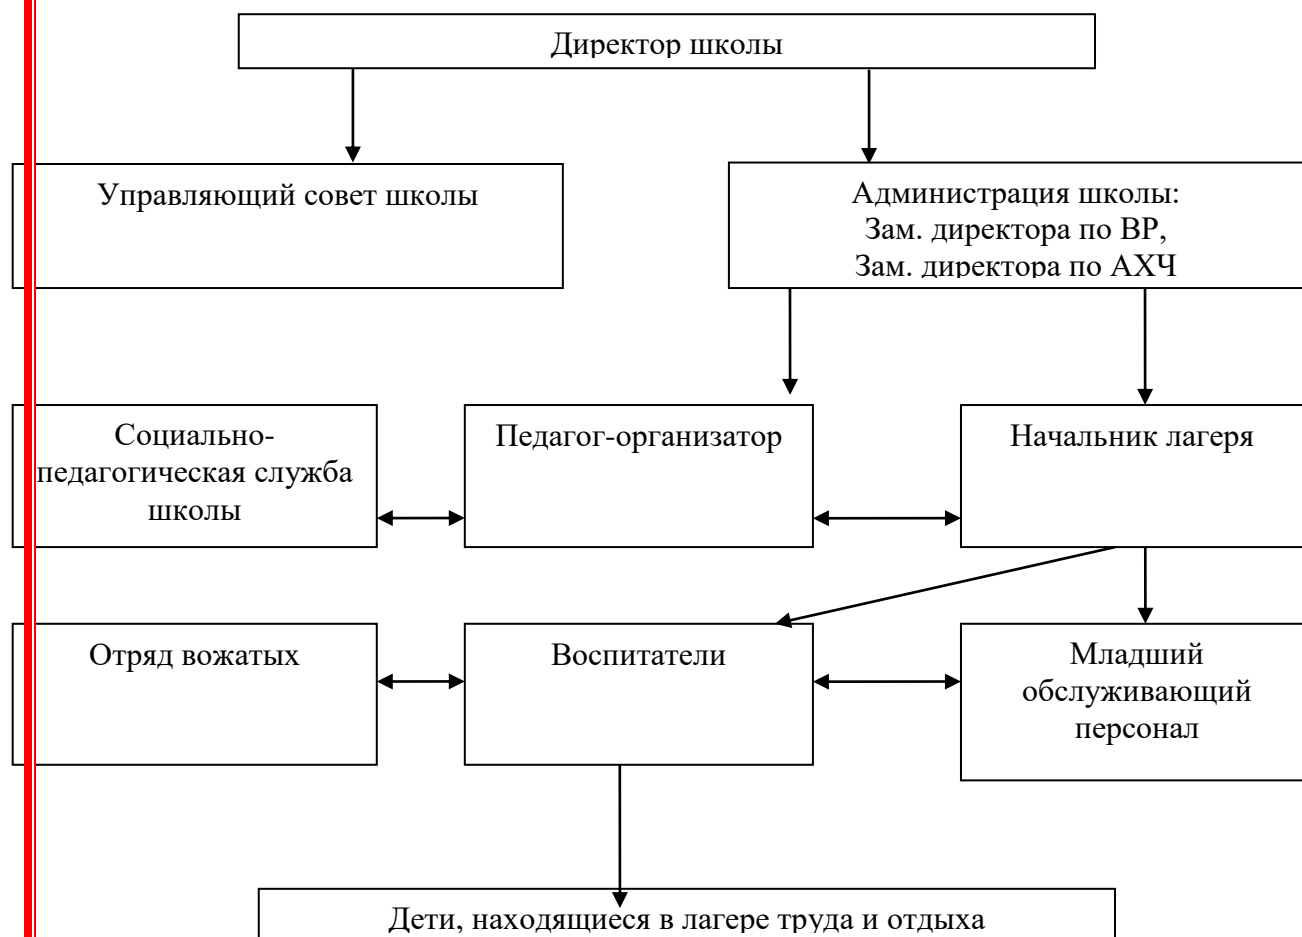 Директор школы
Управляющий совет школы
Администрация школы:
Зам. директора по ВР,
Зам. директора по АХЧ
Социально-
педагогическая служба
школы
Педагог-организатор
Начальник лагеря
Отряд вожатых
Воспитатели
Младший
обслуживающий
персонал
Дети, находящиеся в лагере труда и отдыха